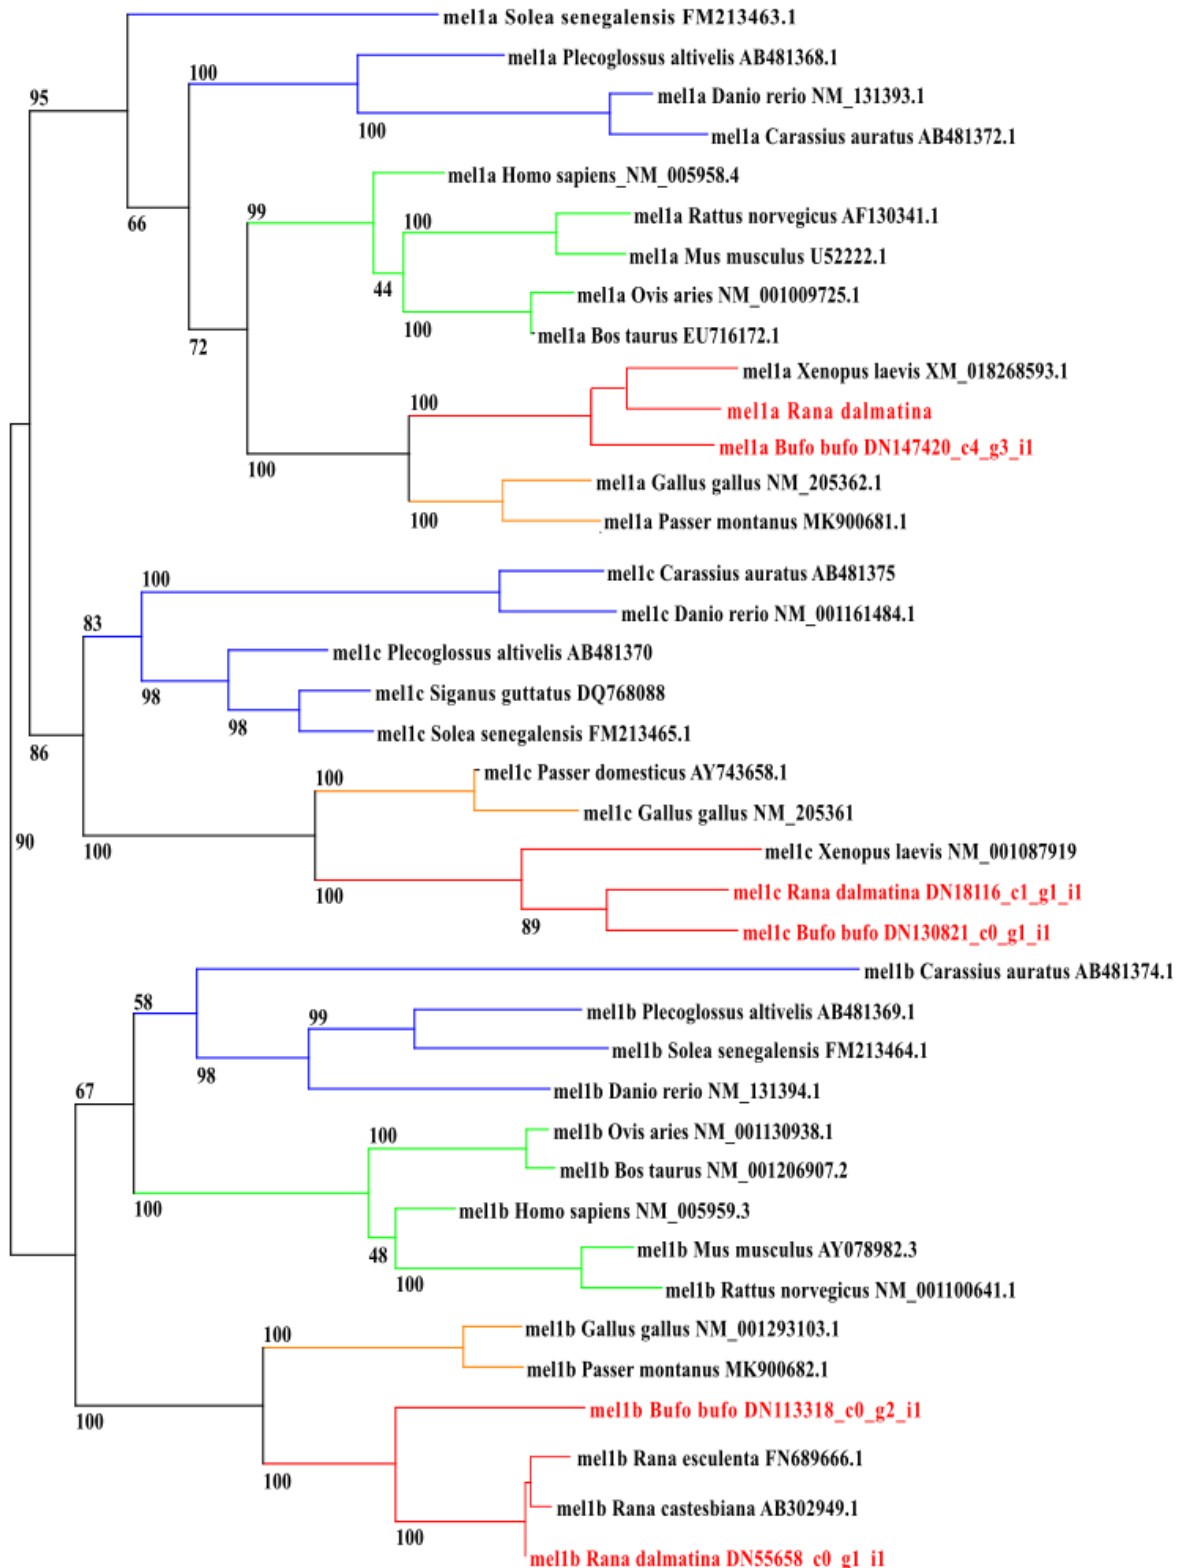 mel1a Solea senegalensis FM213463.1
mel1a Plecoglossus altivelis AB481368.1
100
95
mel1a Danio rerio NM_131393.1
100
mel1a Carassius auratus AB481372.1
mel1a Homo sapiens_NM_005958.4
99
66
100
mel1a Rattus norvegicus AF130341.1
mel1a Mus musculus U52222.1
44
mel1a Ovis aries NM_001009725.1
100
mel1a Bos taurus EU716172.1
72
mel1a Xenopus laevis XM_018268593.1
100
mel1a Rana dalmatina
mel1a Bufo bufo DN147420_c4_g3_i1
100
mel1a Gallus gallus NM_205362.1
100
mel1a Passer montanus MK900681.1
100
mel1c Carassius auratus AB481375
mel1c Danio rerio NM_001161484.1
83
mel1c Plecoglossus altivelis AB481370
98
mel1c Siganus guttatus DQ768088
98
mel1c Solea senegalensis FM213465.1
86
100
mel1c Passer domesticus AY743658.1
mel1c Gallus gallus NM_205361
90
100
mel1c Xenopus laevis NM_001087919
100
mel1c Rana dalmatina DN18116_c1_g1_i1
89
mel1c Bufo bufo DN130821_c0_g1_i1
mel1b Carassius auratus AB481374.1
58
99
mel1b Plecoglossus altivelis AB481369.1
mel1b Solea senegalensis FM213464.1
98
67
mel1b Danio rerio NM_131394.1
100
mel1b Ovis aries NM_001130938.1
mel1b Bos taurus NM_001206907.2
100
mel1b Homo sapiens NM_005959.3
48
mel1b Mus musculus AY078982.3
100
mel1b Rattus norvegicus NM_001100641.1
100
mel1b Gallus gallus NM_001293103.1
mel1b Passer montanus MK900682.1
100
mel1b Bufo bufo DN113318_c0_g2_i1
100
mel1b Rana esculenta FN689666.1
mel1b Rana castesbiana AB302949.1
100
mel1b Rana dalmatina DN55658_c0_g1_i1